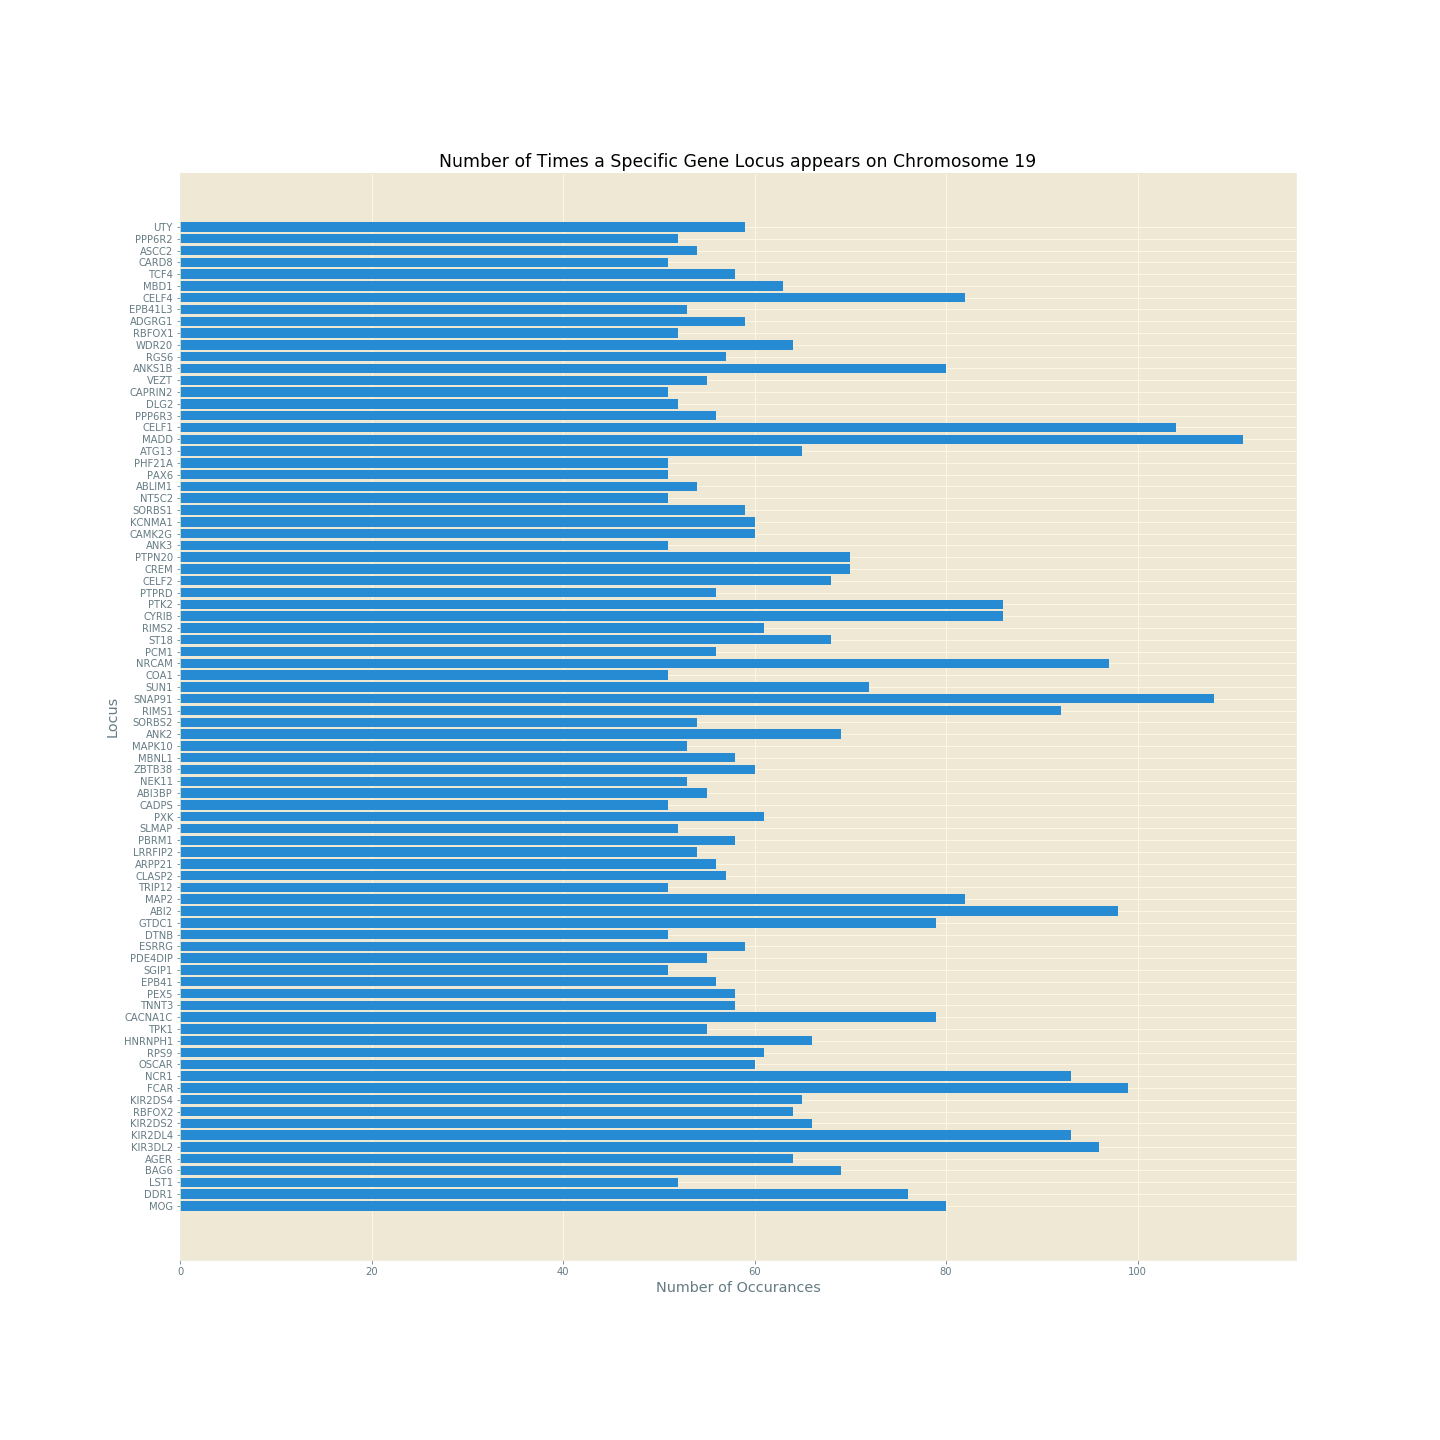 Number of Times a Specific Gene Locus appears on Chromosome 19
UTY
PPP6R2
ASCC2
CARD8
TCF4
MBD1
CELF4
EPB41L3
ADGRG1
RBFOX1
WDR20
RGS6
ANKS1B
VEZT
CAPRIN2
DLG2
PPP6R3
CELF1
MADD
ATG13
PHF21A
PAX6
ABLIM1
NT5C2
SORBS1
KCNMA1
CAMK2G
ANK3
PTPN20
CREM
CELF2
PTPRD
PTK2
CYRIB
RIMS2
ST18
PCM1
NRCAM
COA1
SUN1
SNAP91
RIMS1
SORBS2
ANK2
MAPK10
MBNL1
ZBTB38
NEK11
ABI3BP
CADPS
PXK
SLMAP
PBRM1
LRRFIP2
ARPP21
CLASP2
TRIP12
MAP2
ABI2
GTDC1
DTNB
ESRRG
PDE4DIP
SGIP1
EPB41
PEX5
TNNT3
CACNA1C
TPK1
HNRNPH1
RPS9
OSCAR
NCR1
FCAR
KIR2DS4
RBFOX2
KIR2DS2
KIR2DL4
KIR3DL2
AGER
BAG6
LST1
DDR1
MOG
Locus
0 20 40 60 80 100
Number of Occurances